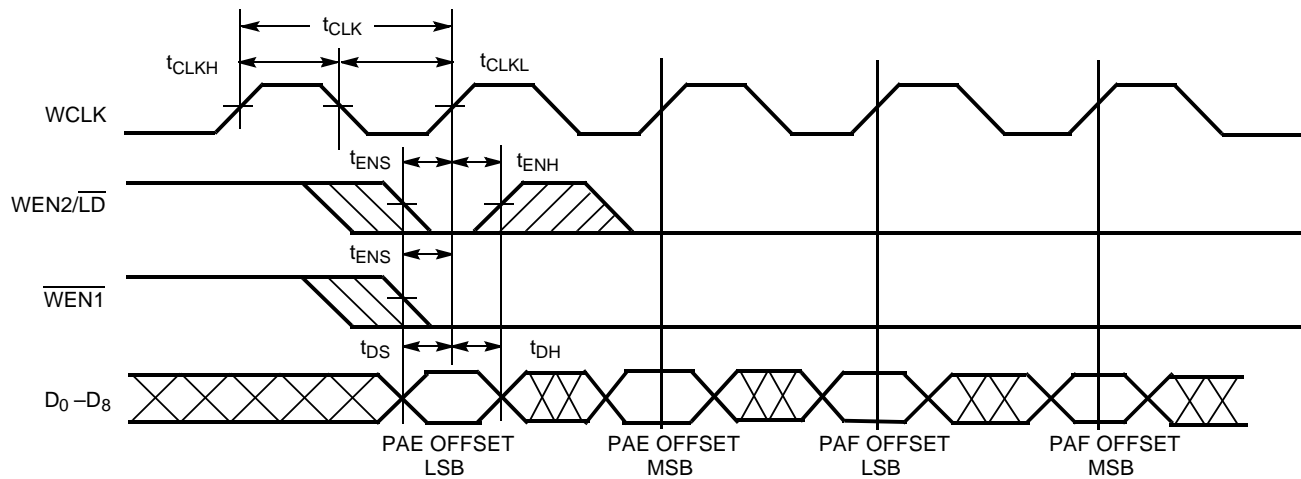 tCLK
tCLKH
tCLKL
WCLK
tENS
tENH
WEN2/LD
tENS
WEN1
tDS
tDH
D0 –D8
PAE OFFSET
LSB
PAE OFFSET
MSB
PAF OFFSET
LSB
PAF OFFSET
MSB